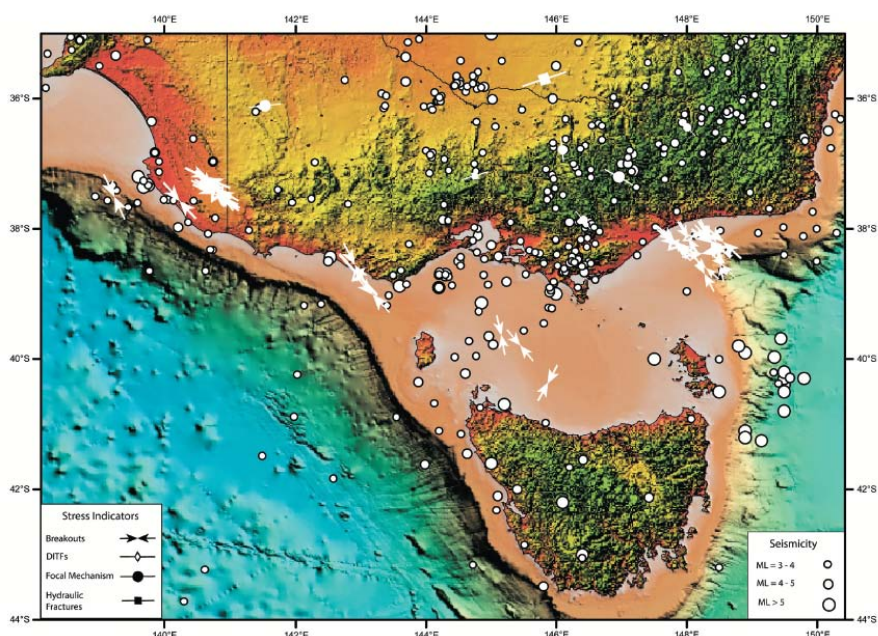 140°E 142°E 144°E 146°E 148°E 150°E
36°S 36°S
38°S 38°S
40°S 40°S
42°S 42°S
44°S 44°S
Stress Indicators
Breakouts
DITFs
Focal Mechanism
Hydraulic
Fractures
Seismicity
ML = 3 - 4
ML = 4 - 5
ML > 5
140°E 142°E 144°E 146°E 148°E 150°E